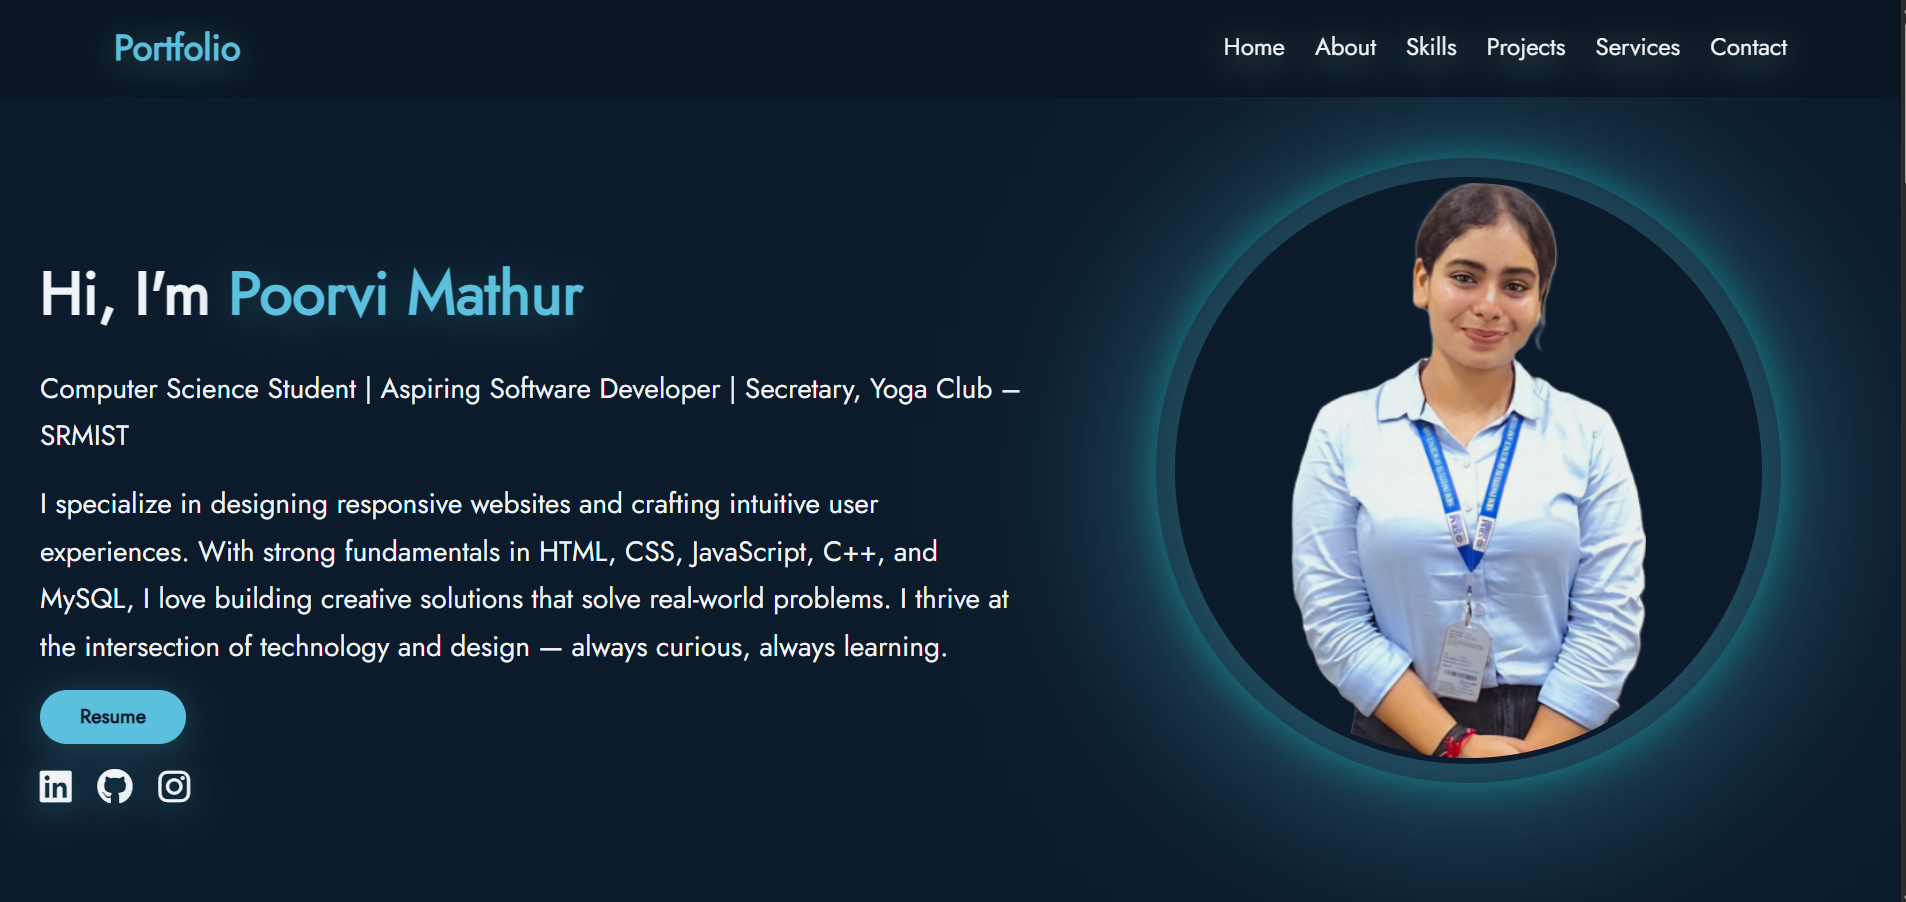 Portfolio
Home About Skills Projects Services Contact
Hi, I'm Poorvi Mathur
Computer Science Student | Aspiring Software Developer | Secretary, Yoga Club –
SRMIST
I specialize in designing responsive websites and crafting intuitive user
experiences. With strong fundamentals in HTML, CSS, JavaScript, C++, and
MySQL, I love building creative solutions that solve real-world problems. I thrive at
the intersection of technology and design — always curious, always learning.
Resume
in